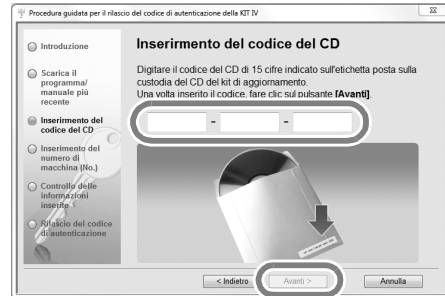 Procedura guidata per il rilascio del codice di autenticazione della KIT IV
Introduzione
Scarica il
programma/
manuale più
recente
Inserimento del
codice del CD
Inserimento del
numero di
macchina (No.)
Controllo delle
informazioni
inserite
Rilascio del codice
di autenticazione
Inserirmento del codice del CD
Digitare il codice del CD di 15 cifre indicato sull'etichetta posta sulla
custodia del CD del kit di aggiornamento.
Una volta inserito il codice, fare clic sul pulsante [Avanti].
- -
< Indietro
Avanti >
Annulla